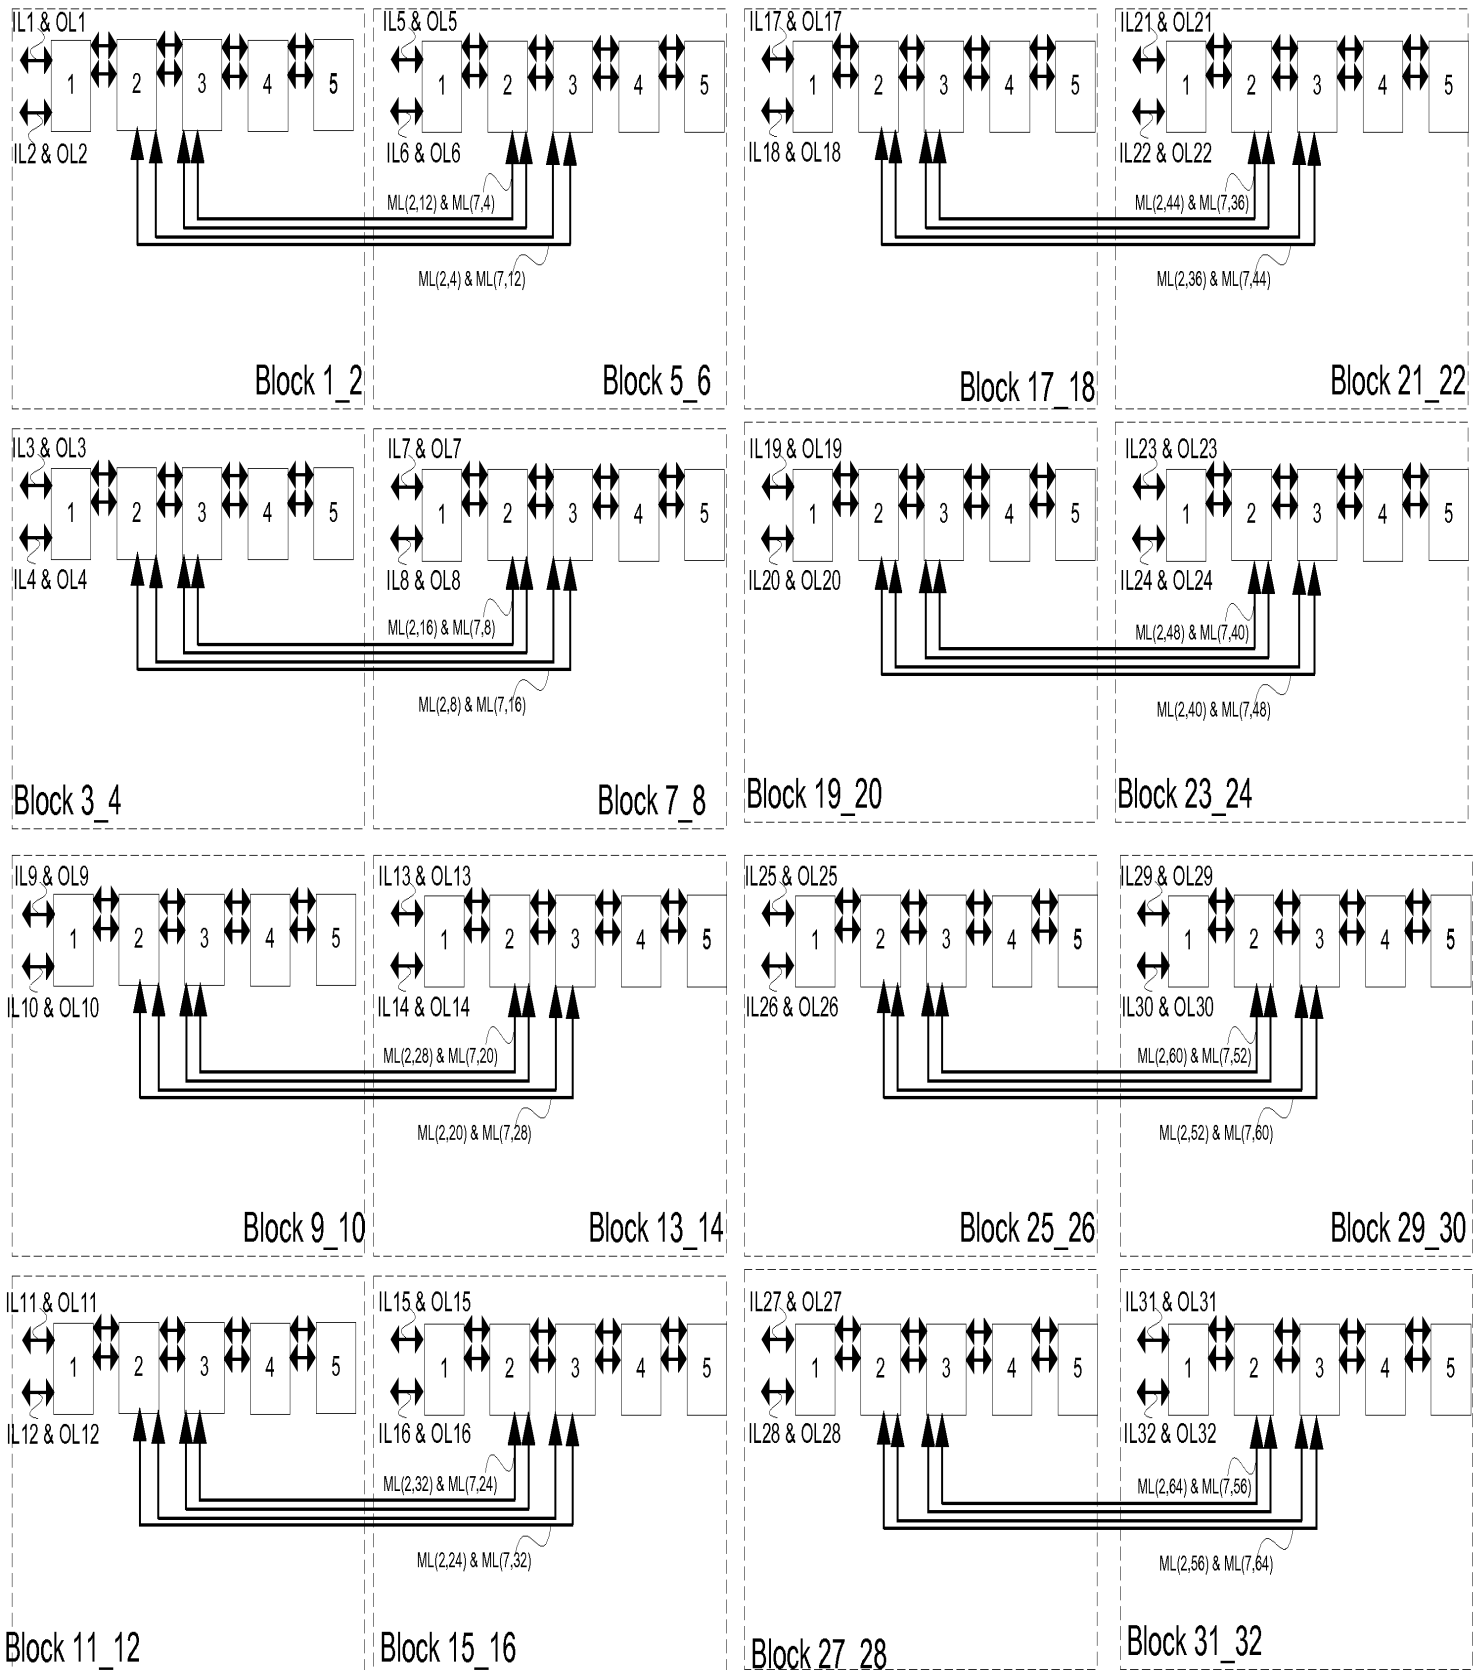 IL1 & OL1
1
2
3
4
5
IL2 & OL2
Block 1_2
IL5 & OL5
1
2
3
4
5
IL6 & OL6
ML(2,12) & ML(7,4)
ML(2,4) & ML(7,12)
Block 5_6
IL17 & OL17
1
2
3
4
5
IL18 & OL18
Block 17_18
IL21 & OL21
1
2
3
4
5
IL22 & OL22
ML(2,44) & ML(7,36)
ML(2,36) & ML(7,44)
Block 21_22
IL3 & OL3
1
2
3
4
5
IL4 & OL4
Block 3_4
IL7 & OL7
1
2
3
4
5
IL8 & OL8
ML(2,16) & ML(7,8)
ML(2,8) & ML(7,16)
Block 7_8
IL19 & OL19
1
2
3
4
5
IL20 & OL20
Block 19_20
IL23 & OL23
1
2
3
4
5
IL24 & OL24
ML(2,48) & ML(7,40)
ML(2,40) & ML(7,48)
Block 23_24
IL9 & OL9
1
2
3
4
5
IL10 & OL10
Block 9_10
IL13 & OL13
1
2
3
4
5
IL14 & OL14
ML(2,28) & ML(7,20)
ML(2,20) & ML(7,28)
Block 13_14
IL25 & OL25
1
2
3
4
5
IL26 & OL26
Block 25_26
IL29 & OL29
1
2
3
4
5
IL30 & OL30
ML(2,60) & ML(7,52)
ML(2,52) & ML(7,60)
Block 29_30
IL11 & OL11
1
2
3
4
5
IL12 & OL12
Block 11_12
IL15 & OL15
1
2
3
4
5
IL16 & OL16
ML(2,32) & ML(7,24)
ML(2,24) & ML(7,32)
Block 15_16
IL27 & OL27
1
2
3
4
5
IL28 & OL28
Block 27_28
IL31 & OL31
1
2
3
4
5
IL32 & OL32
ML(2,64) & ML(7,56)
ML(2,56) & ML(7,64)
Block 31_32